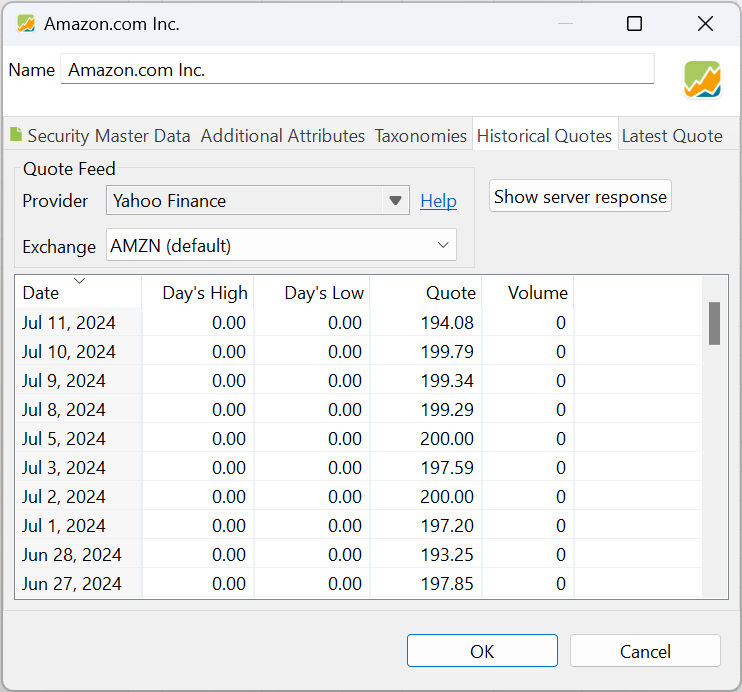 Amazon.com Inc.
Name Amazon.com Inc.
Security Master Data Additional Attributes Taxonomies Historical Quotes Latest Quote
Quote Feed
Provider Yahoo Finance Help Show server response
Exchange AMZN (default)
Date Day's High Day's Low Quote Volume
Jul 11, 2024 0.00 0.00 194.08 0
Jul 10, 2024 0.00 0.00 199.79 0
Jul 9, 2024 0.00 0.00 199.34 0
Jul 8, 2024 0.00 0.00 199.29 0
Jul 5, 2024 0.00 0.00 200.00 0
Jul 3, 2024 0.00 0.00 197.59 0
Jul 2, 2024 0.00 0.00 200.00 0
Jul 1, 2024 0.00 0.00 197.20 0
Jun 28, 2024 0.00 0.00 193.25 0
Jun 27, 2024 0.00 0.00 197.85 0
OK Cancel